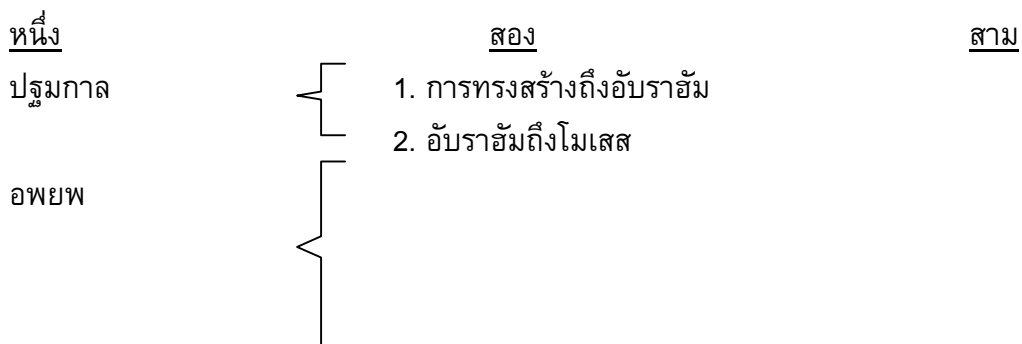 หนึ่ง สอง สาม
ปฐมกาล 1. การทรงสร้างถึงอับราฮัม
2. อับราฮัมถึงโมเสส
อพยพ